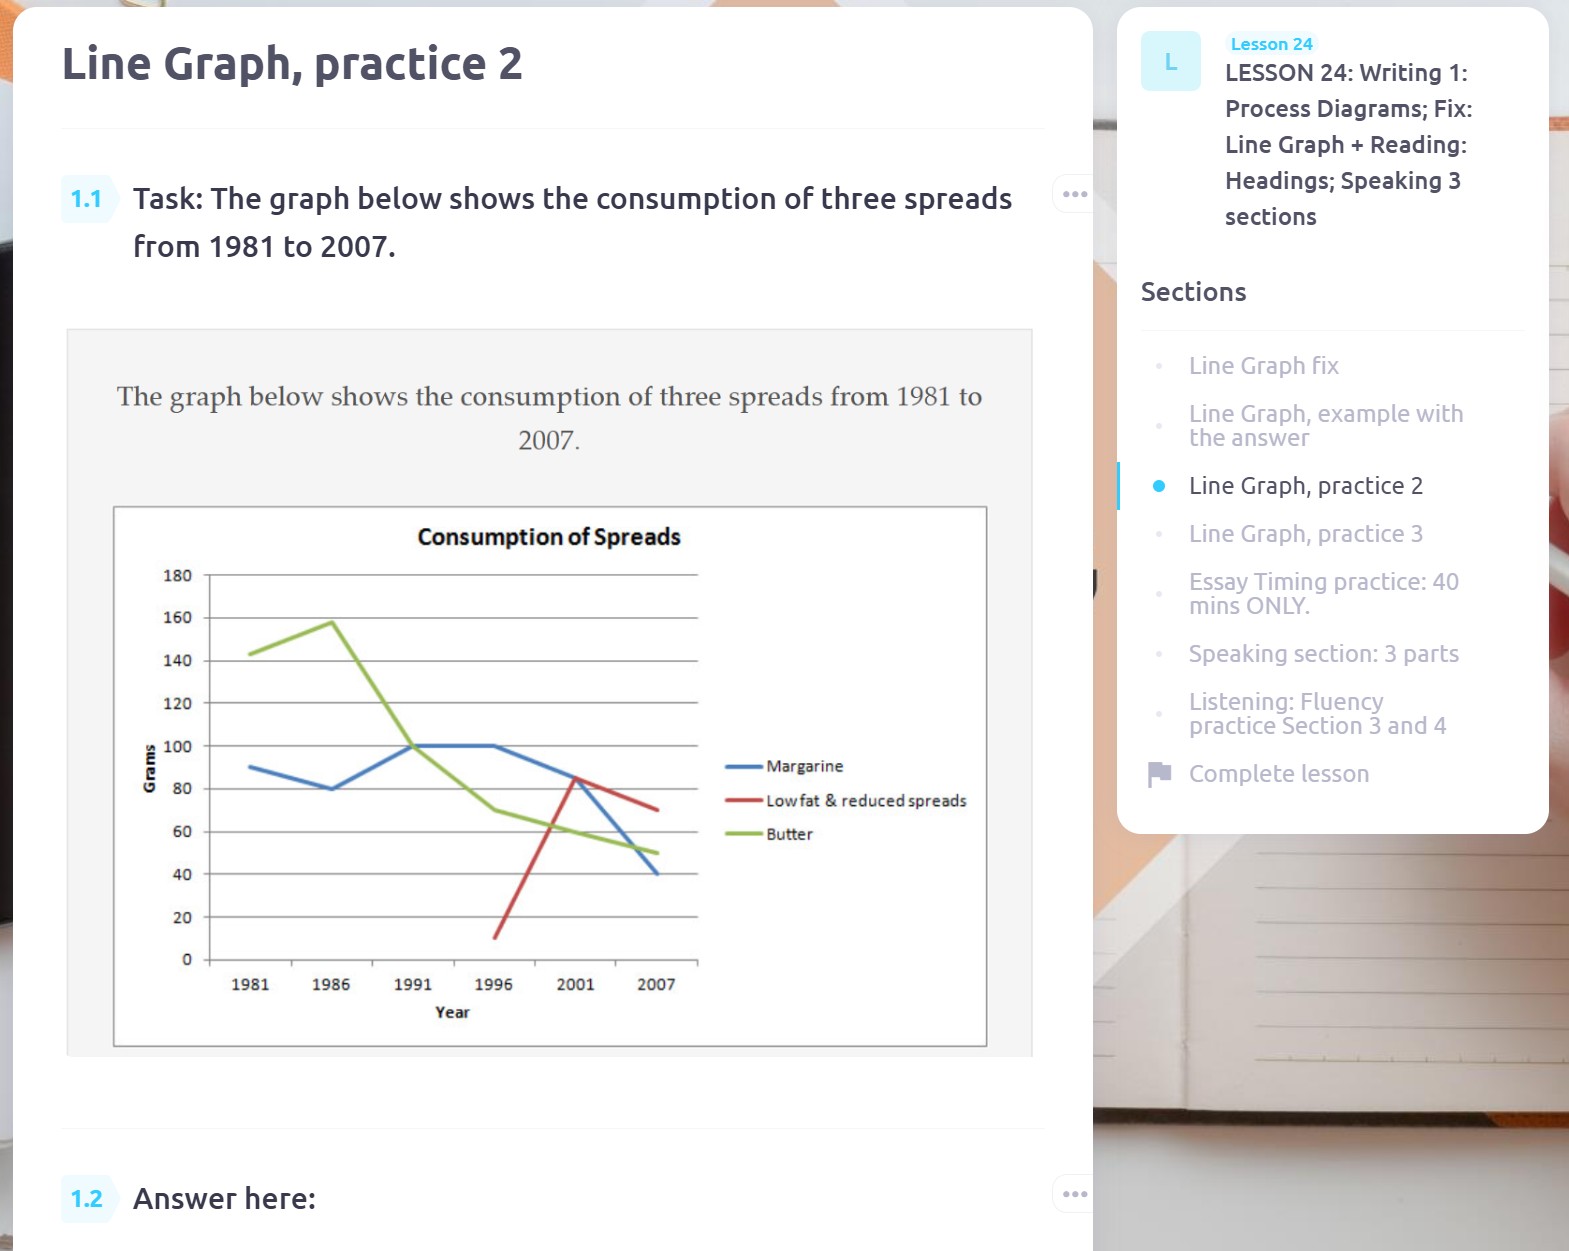 Line Graph, practice 2
1.1
Task: The graph below shows the consumption of three spreads
from 1981 to 2007.
The graph below shows the consumption of three spreads from 1981 to
2007.
Consumption of Spreads
180
160
140
120
100
80
60
40
20
0
Grams
1981 1986 1991 1996 2001 2007
Year
Margarine
Low fat & reduced spreads
Butter
1.2
Answer here:
L
Lesson 24
LESSON 24: Writing 1:
Process Diagrams; Fix:
Line Graph + Reading:
Headings; Speaking 3
sections
Sections
Line Graph fix
Line Graph, example with
the answer
Line Graph, practice 2
Line Graph, practice 3
Essay Timing practice: 40
mins ONLY.
Speaking section: 3 parts
Listening: Fluency
practice Section 3 and 4
Complete lesson